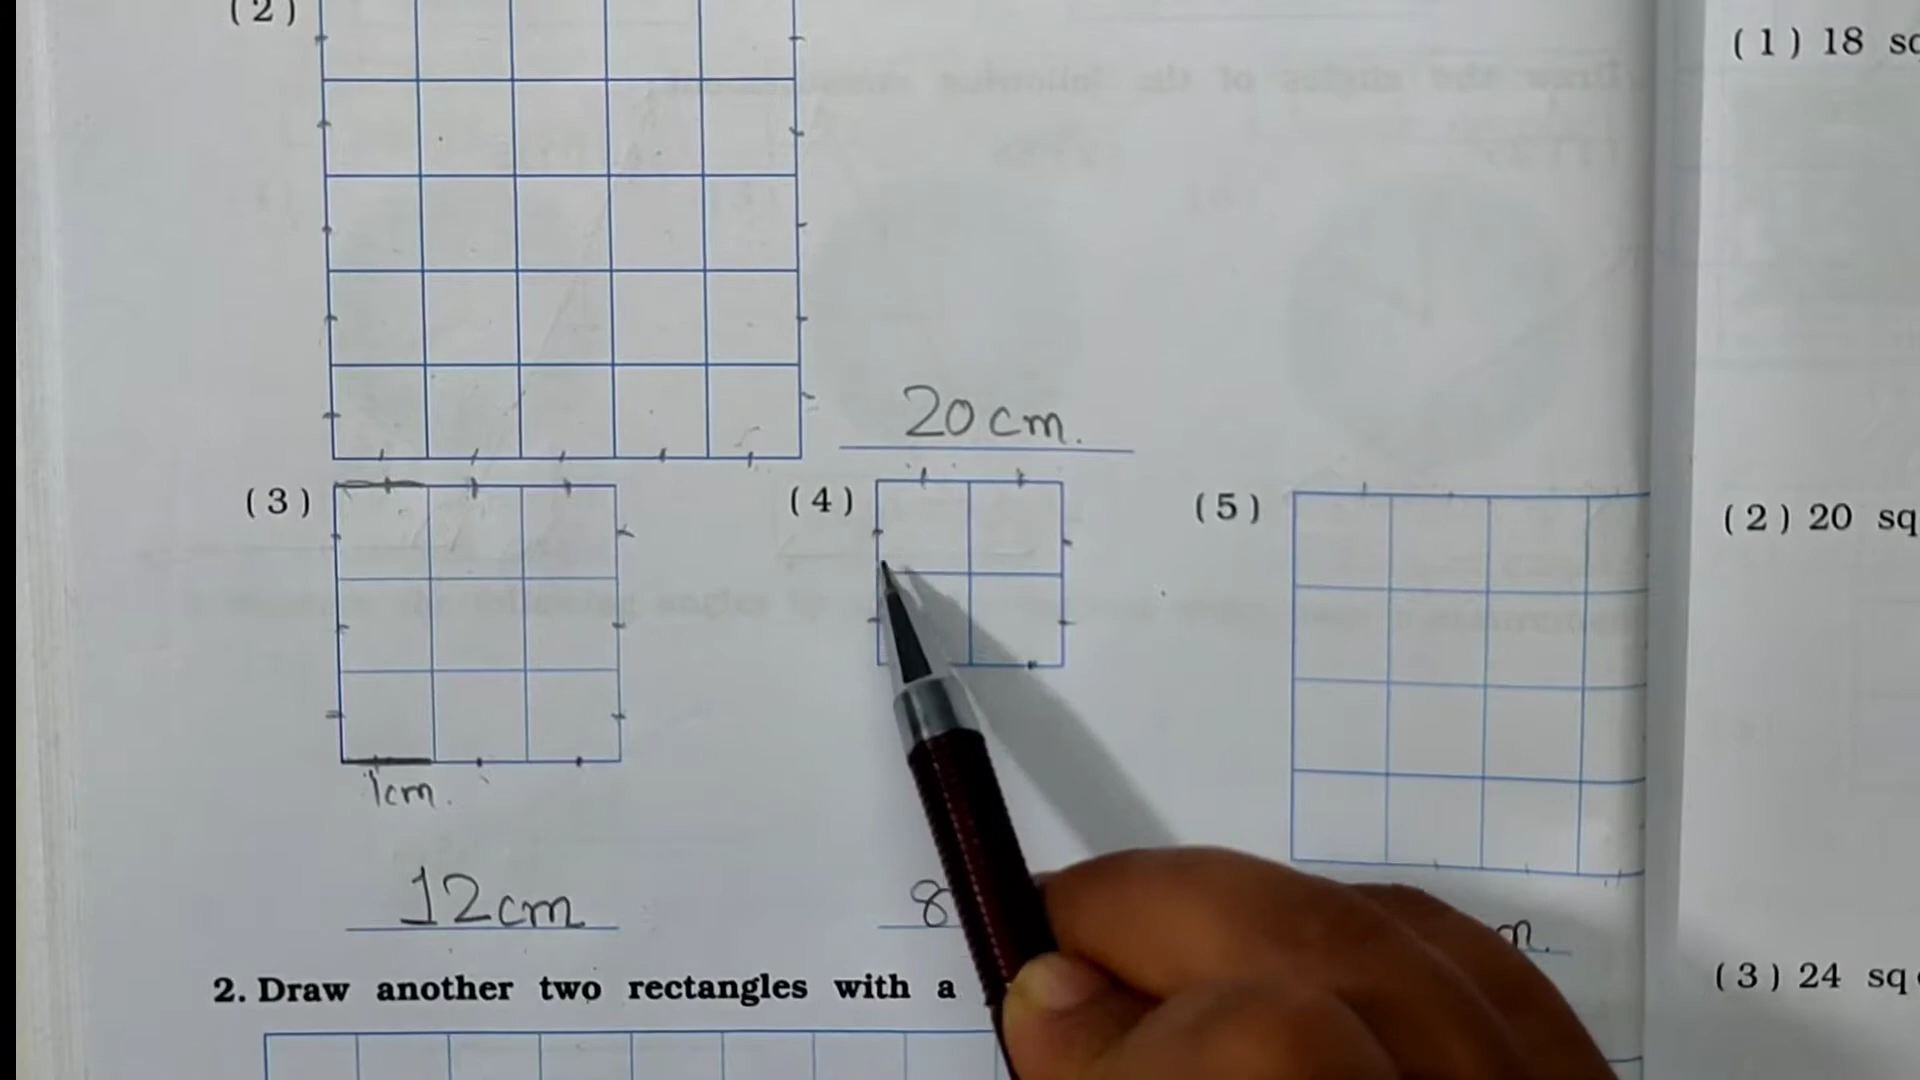 (2)
(1) 18 sq
20 cm.
(3)
(4)
(5)
(2) 20 sq
1cm.
12cm
8
m.
2. Draw another two rectangles with a
(3) 24 sq